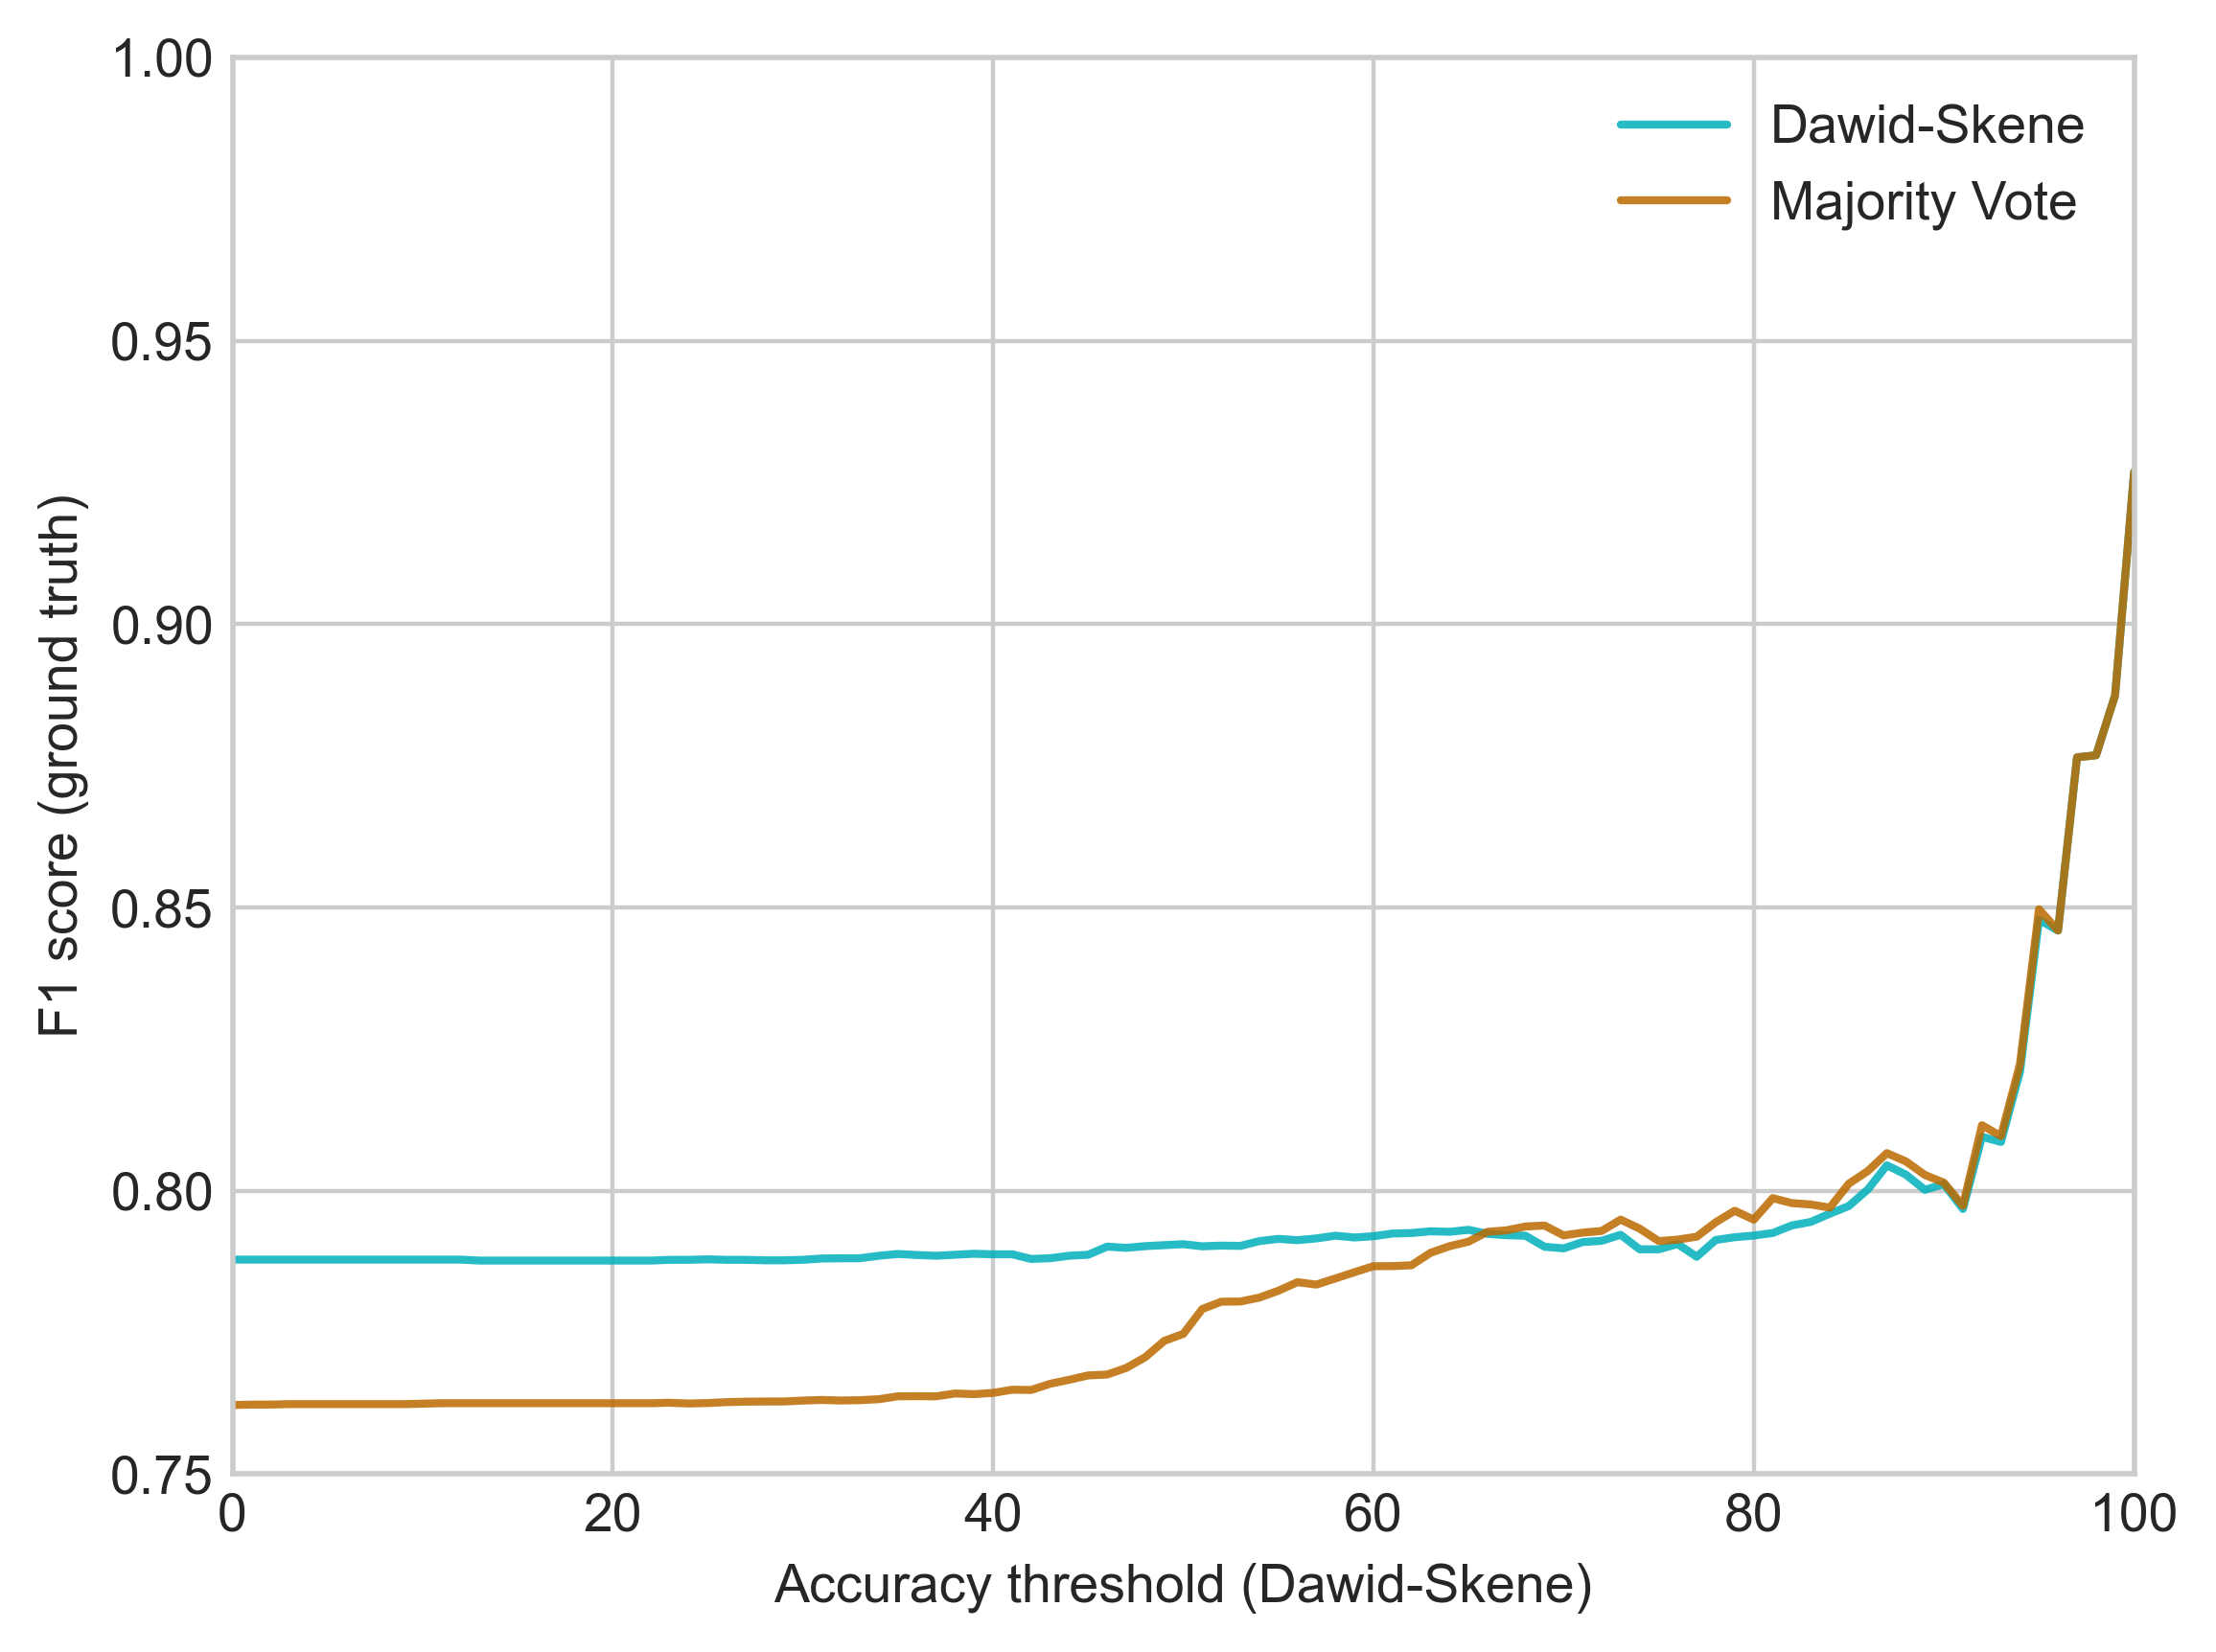 1.00
0.95
0.90
0.85
0.80
0.75
F1 score (ground truth)
Dawid-Skene
Majority Vote
0 20 40 60 80 100
Accuracy threshold (Dawid-Skene)